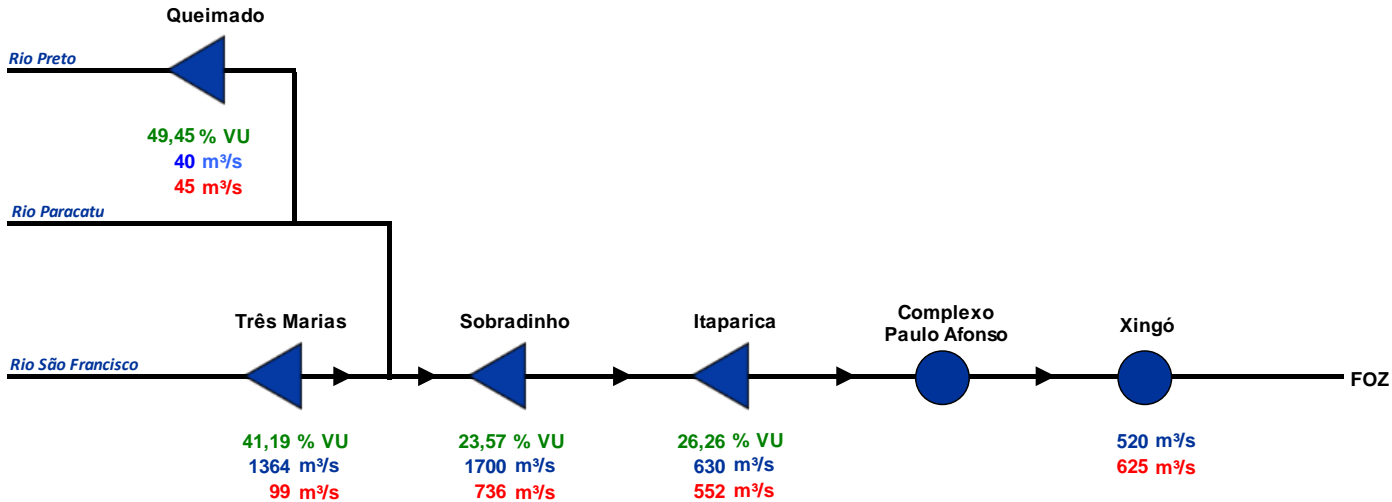 Queimado
Rio Preto
49,45 % VU
40 m³/s
45 m³/s
Rio Paracatu
Três Marias
Sobradinho
Itaparica
Complexo
Paulo Afonso
Xingó
Rio São Francisco
FOZ
41,19 % VU
1364 m³/s
99 m³/s
23,57 % VU
1700 m³/s
736 m³/s
26,26 % VU
630 m³/s
552 m³/s
520 m³/s
625 m³/s